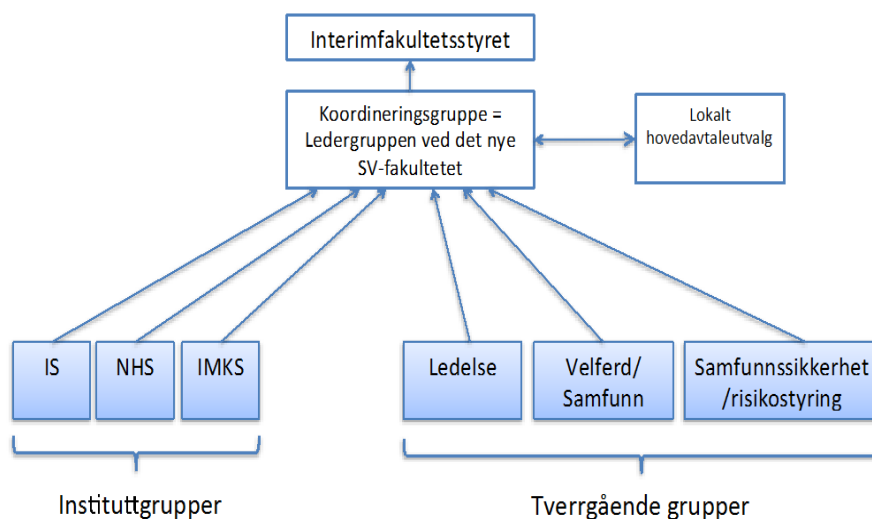 Interimfakultetsstyret
Koordineringsgruppe =
Ledergruppen ved det nye
SV-fakultetet
Lokalt
hovedavtaleutvalg
IS
NHS
IMKS
Ledelse
Velferd/
Samfunn
Samfunnssikkerhet
/risikostyring
Instituttgrupper
Tverrgående grupper